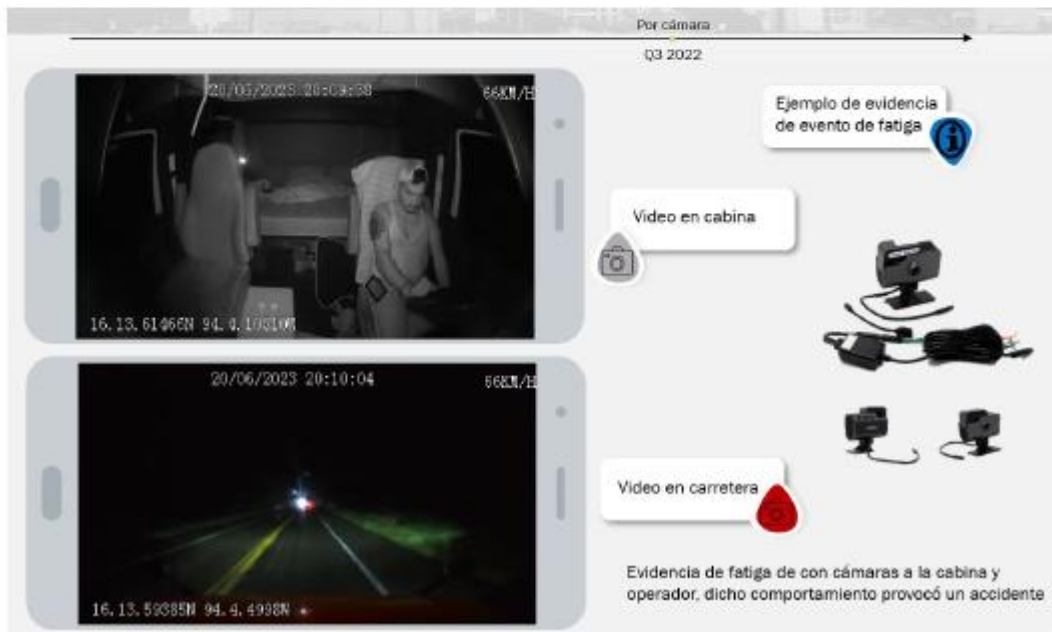 Por cámara
Q3 2022
20/06/2023 20:09:38
66KM/H
16.13.61466N 94.4.10310W
Ejemplo de evidencia
de evento de fatiga
Video en cabina
20/06/2023 20:10:04
66KM/H
16.13.59385N 94.4.4998N
Video en carretera
Evidencia de fatiga de con cámaras a la cabina y
operador, dicho comportamiento provocó un accidente